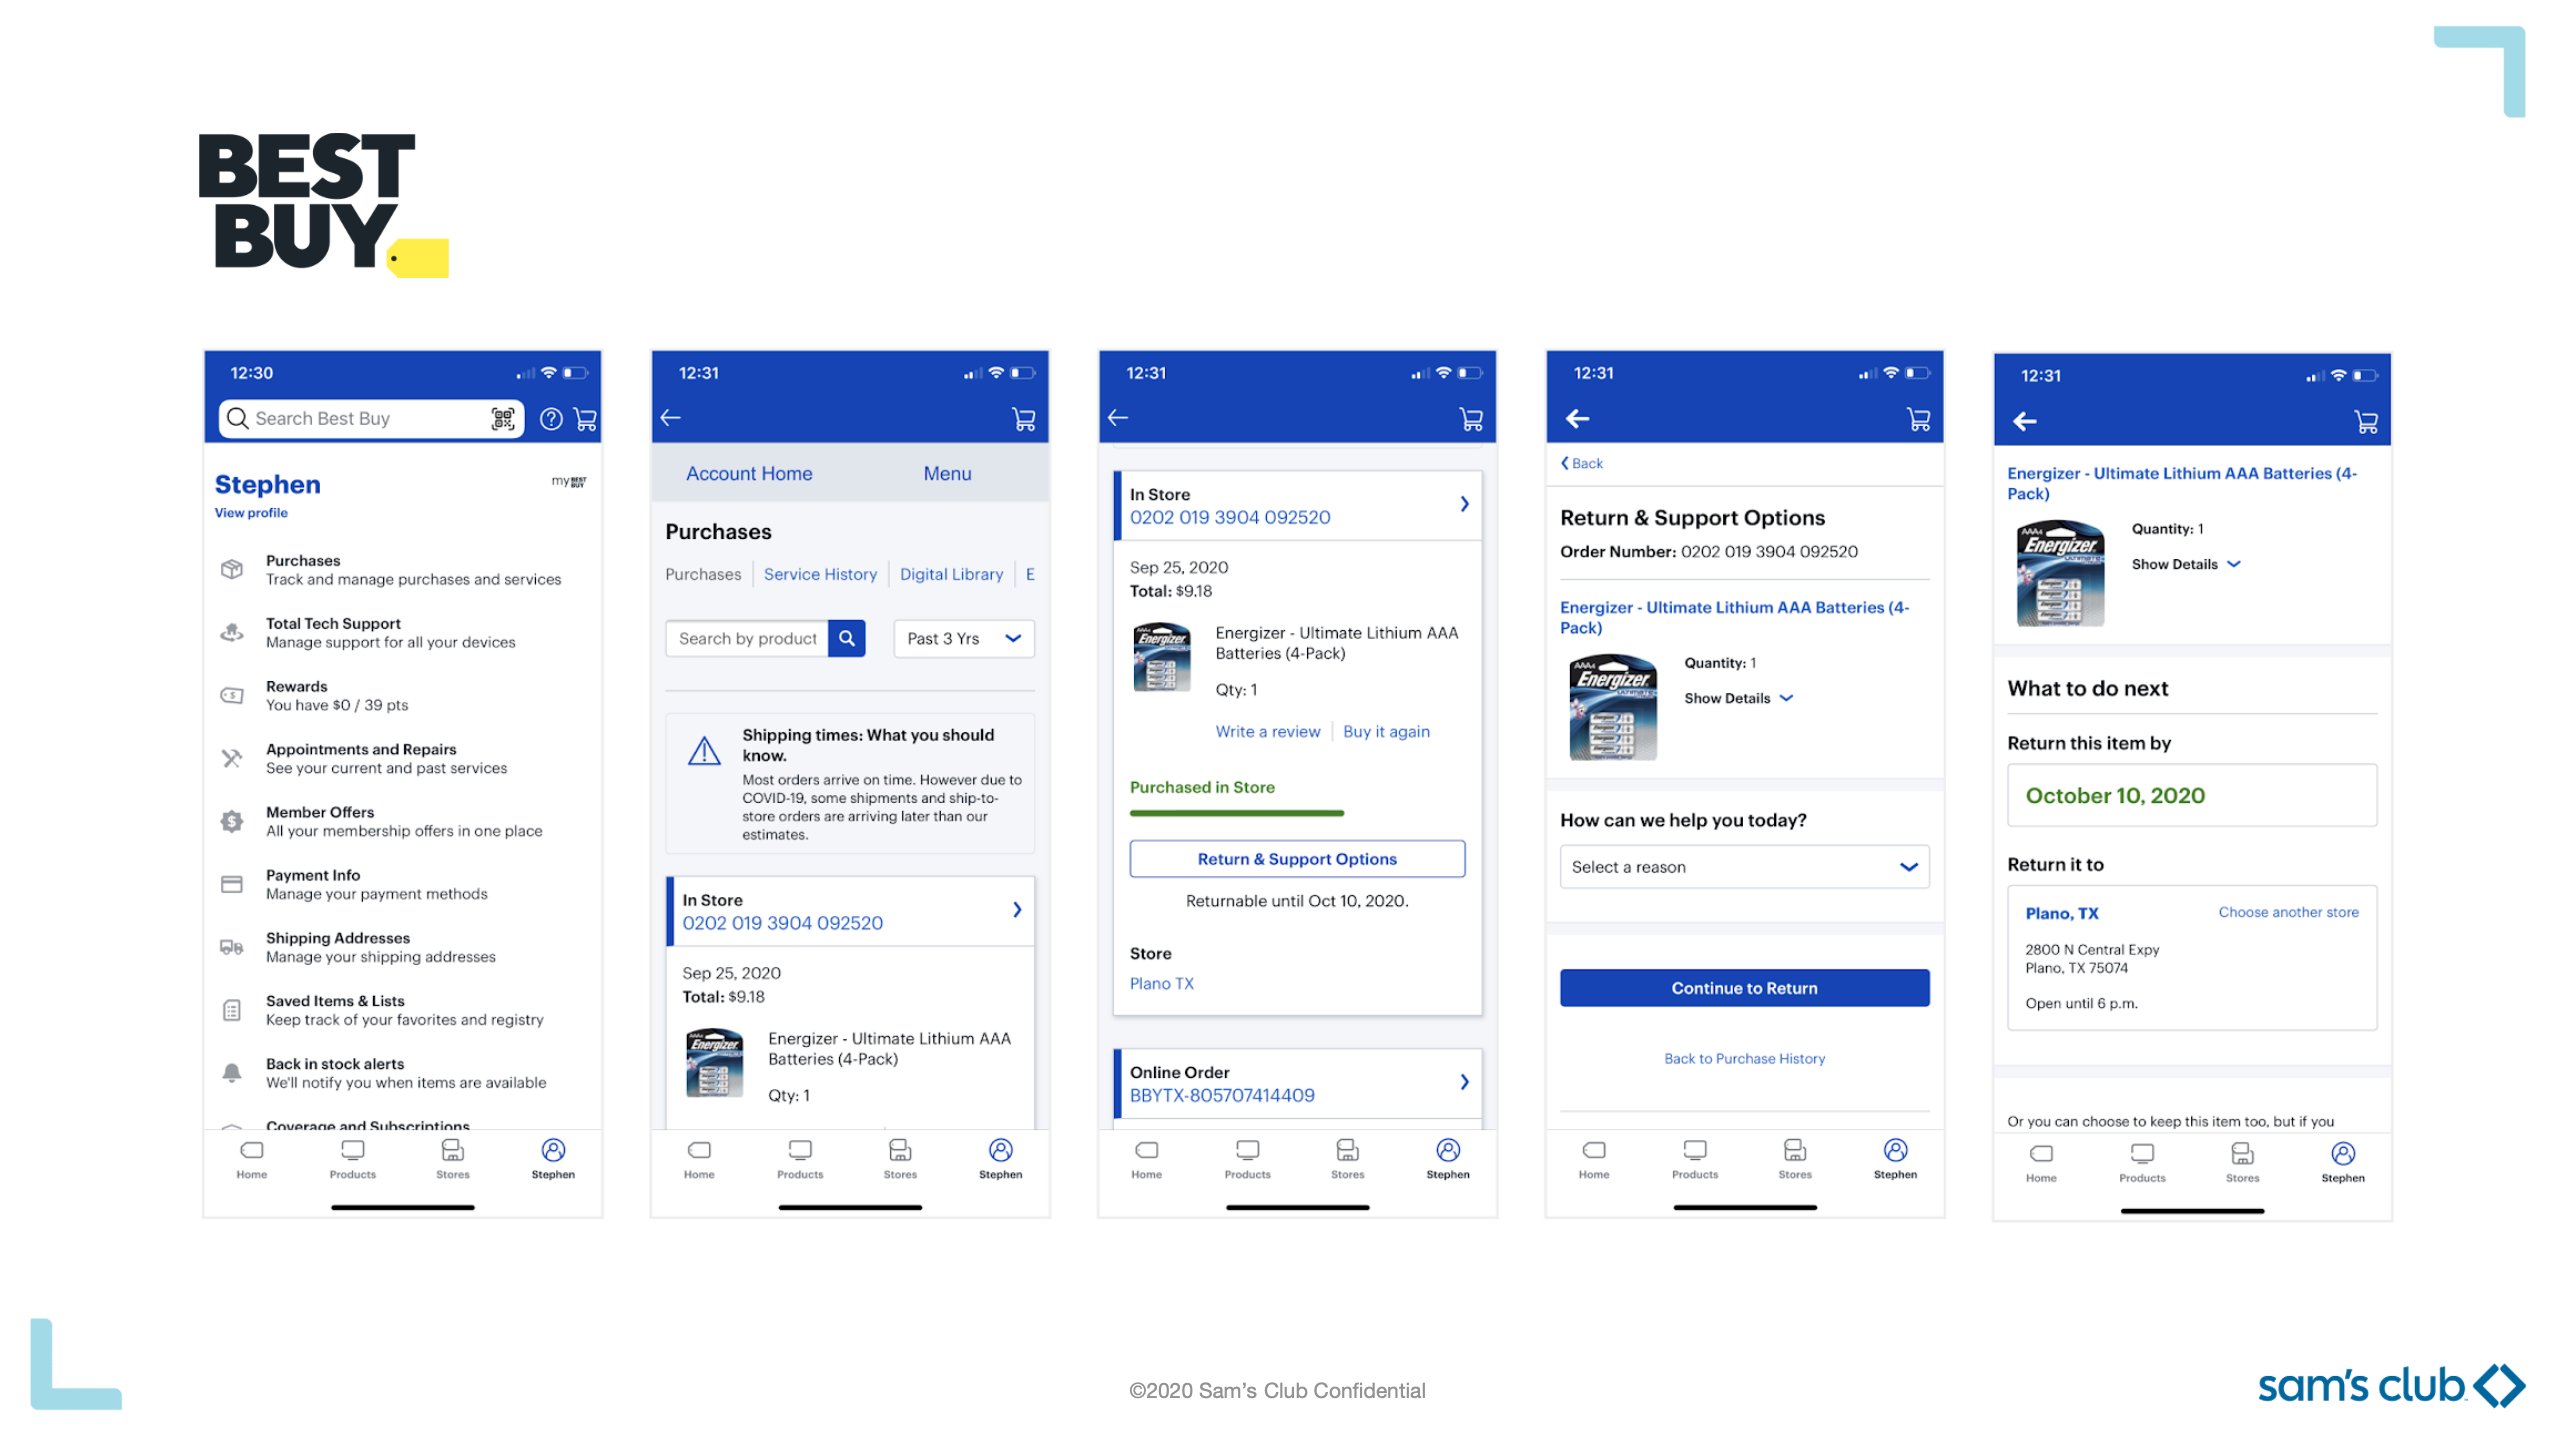 BEST
BUY
12:30
Search Best Buy
Stephen
my BEST BUY
View profile
Purchases
Track and manage purchases and services
Total Tech Support
Manage support for all your devices
Rewards
You have $0 / 39 pts
Appointments and Repairs
See your current and past services
Member Offers
All your membership offers in one place
Payment Info
Manage your payment methods
Shipping Addresses
Manage your shipping addresses
Saved Items & Lists
Keep track of your favorites and registry
Back in stock alerts
We'll notify you when items are available
Coverage and Subscriptions
Home Products Stores Stephen
12:31
Account Home Menu
Purchases
Purchases Service History Digital Library E
Search by product Past 3 Yrs
Shipping times: What you should
know.
Most orders arrive on time. However due to
COVID-19, some shipments and ship-to-
store orders are arriving later than our
estimates.
In Store
0202 019 3904 092520
Sep 25, 2020
Total: $9.18
Energizer - Ultimate Lithium AAA
Batteries (4-Pack)
Energizer
Qty: 1
Home Products Stores Stephen
12:31
In Store
0202 019 3904 092520
Sep 25, 2020
Total: $9.18
Energizer - Ultimate Lithium AAA
Batteries (4-Pack)
Energizer
Qty: 1
Write a review Buy it again
Purchased in Store
Return & Support Options
Returnable until Oct 10, 2020.
Store
Plano TX
Online Order
BBYTX-805707414409
Home Products Stores Stephen
12:31
Back
Return & Support Options
Order Number: 0202 019 3904 092520
Energizer - Ultimate Lithium AAA Batteries (4-
Pack)
AAA4
Energizer
Quantity: 1
Show Details
How can we help you today?
Select a reason
Continue to Return
Back to Purchase History
Home Products Stores Stephen
12:31
Energizer - Ultimate Lithium AAA Batteries (4-
Pack)
AAA4
Energizer
Quantity: 1
Show Details
What to do next
Return this item by
October 10, 2020
Return it to
Plano, TX Choose another store
2800 N Central Expy
Plano, TX 75074
Open until 6 p.m.
Or you can choose to keep this item too, but if you
Home Products Stores Stephen
©2020 Sam's Club Confidential
sam's club